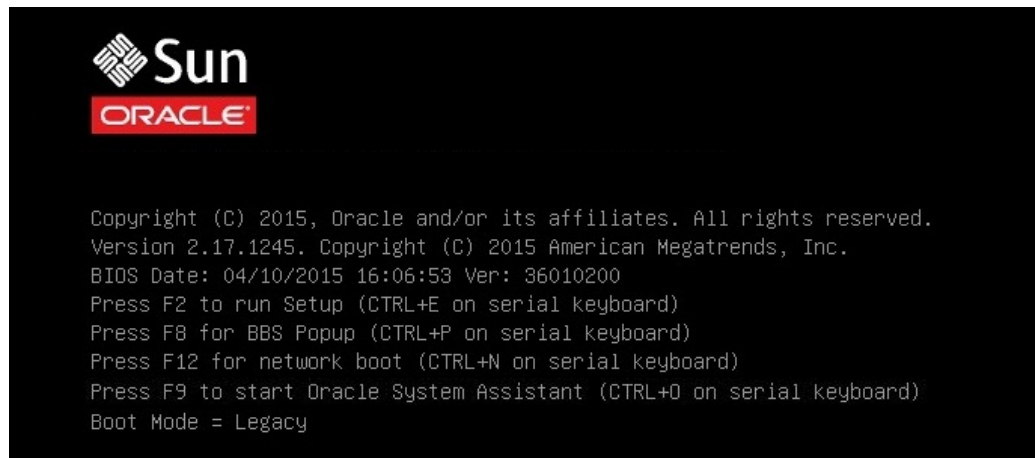 Sun
ORACLE
Copyright (C) 2015, Oracle and/or its affiliates. All rights reserved.
Version 2.17.1245. Copyright (C) 2015 American Megatrends, Inc.
BIOS Date: 04/10/2015 16:06:53 Ver: 36010200
Press F2 to run Setup (CTRL+E on serial keyboard)
Press F8 for BBS Popup (CTRL+P on serial keyboard)
Press F12 for network boot (CTRL+N on serial keyboard)
Press F9 to start Oracle System Assistant (CTRL+O on serial keyboard)
Boot Mode = Legacy